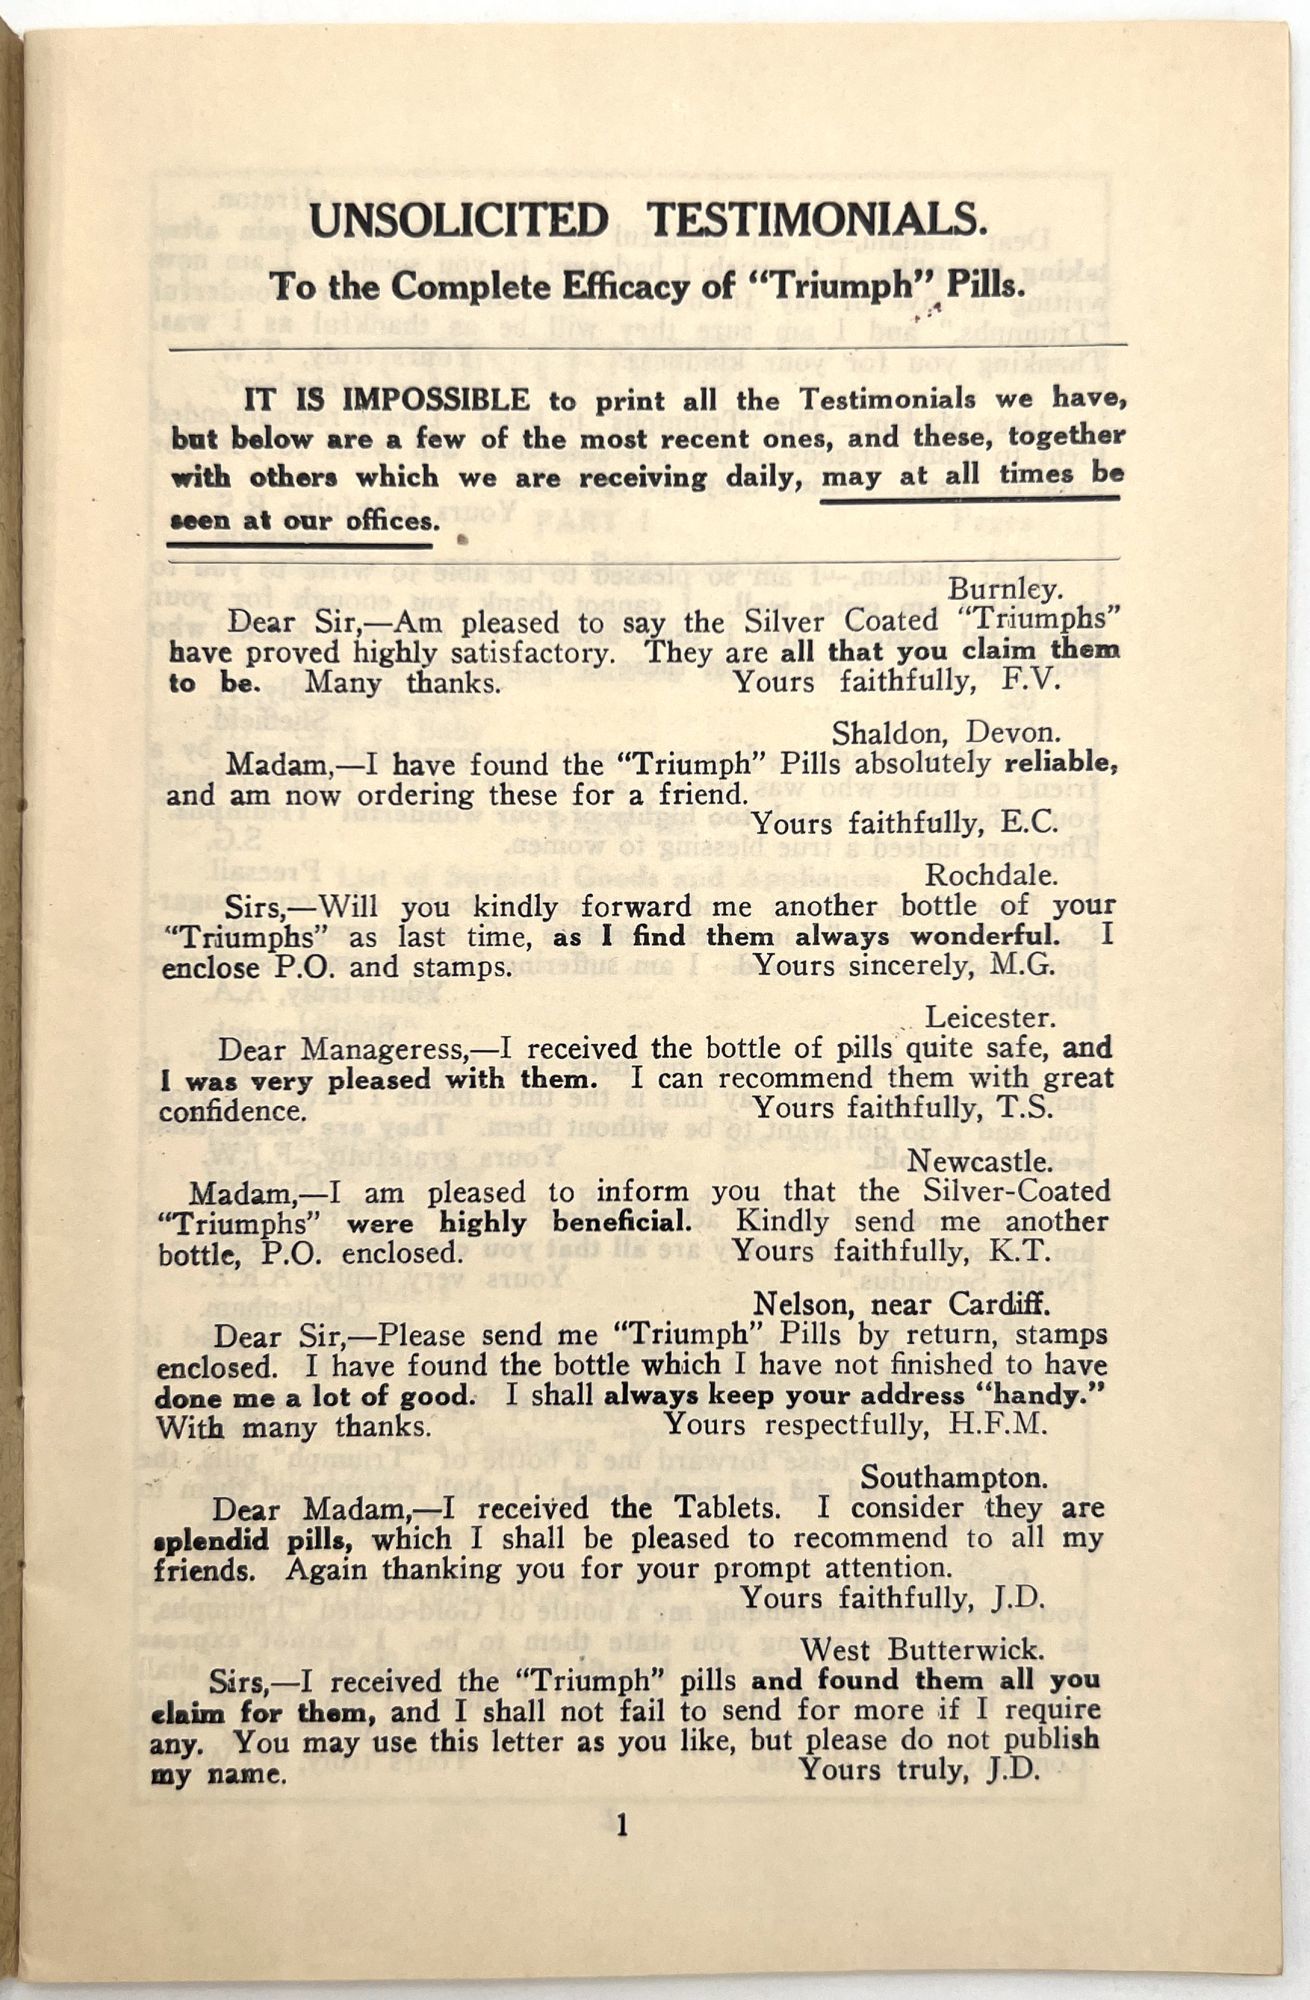 UNSOLICITED TESTIMONIALS.
To the Complete Efficacy of "Triumph" Pills.
IT IS IMPOSSIBLE to print all the Testimonials we have,
but below are a few of the most recent ones, and these, together
with others which we are receiving daily, may at all times be
seen at our offices.
Burnley.
Dear Sir,—Am pleased to say the Silver Coated "Triumphs"
have proved highly satisfactory. They are all that you claim them
to be. Many thanks. Yours faithfully, F.V.
Shaldon, Devon.
Madam,—I have found the "Triumph" Pills absolutely reliable,
and am now ordering these for a friend.
Yours faithfully, E.C.
Rochdale.
Sirs,—Will you kindly forward me another bottle of your
"Triumphs" as last time, as I find them always wonderful. I
enclose P.O. and stamps. Yours sincerely, M.G.
Leicester.
Dear Manageress,—I received the bottle of pills quite safe, and
I was very pleased with them. I can recommend them with great
confidence. Yours faithfully, T.S.
Newcastle.
Madam,—I am pleased to inform you that the Silver-Coated
"Triumphs" were highly beneficial. Kindly send me another
bottle, P.O. enclosed. Yours faithfully, K.T.
Nelson, near Cardiff.
Dear Sir,—Please send me "Triumph" Pills by return, stamps
enclosed. I have found the bottle which I have not finished to have
done me a lot of good. I shall always keep your address "handy."
With many thanks. Yours respectfully, H.F.M.
Southampton.
Dear Madam,—I received the Tablets. I consider they are
splendid pills, which I shall be pleased to recommend to all my
friends. Again thanking you for your prompt attention.
Yours faithfully, J.D.
West Butterwick.
Sirs,—I received the "Triumph" pills and found them all you
claim for them, and I shall not fail to send for more if I require
any. You may use this letter as you like, but please do not publish
my name. Yours truly, J.D.
1